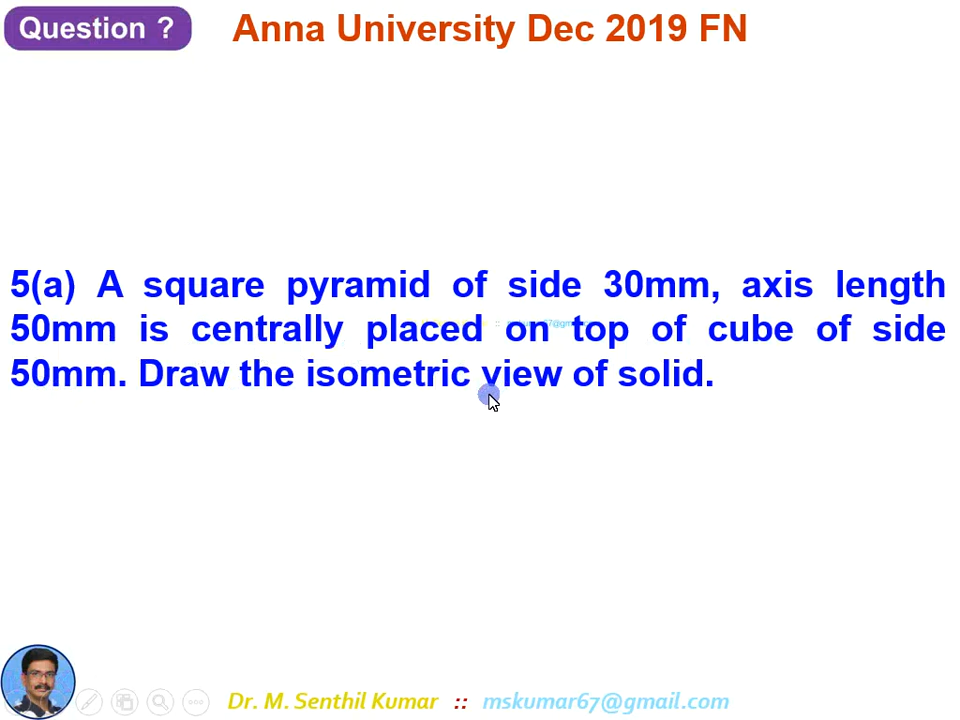 Question ?
Anna University Dec 2019 FN
5(a) A square pyramid of side 30mm, axis length
50mm is centrally placed on top of cube of side
50mm. Draw the isometric view of solid.
Dr. M. Senthil Kumar :: mskumar67@gmail.com